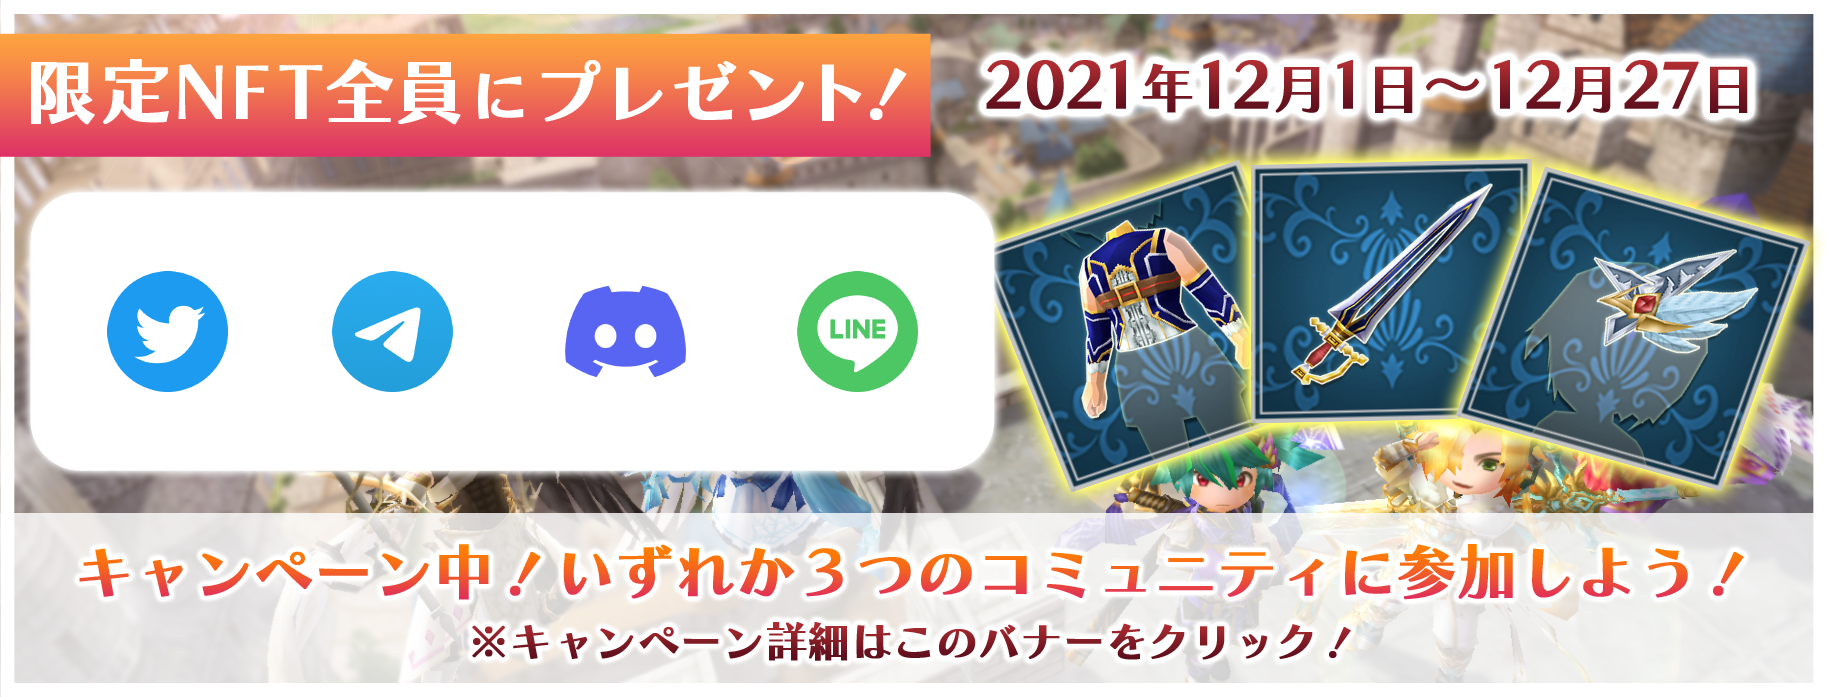 限定NFT全員にプレゼント！
2021年12月1日～12月27日
LINE
キャンペーン中！いずれか３つのコミュニティに参加しよう！
※キャンペーン詳細はこのバナーをクリック！